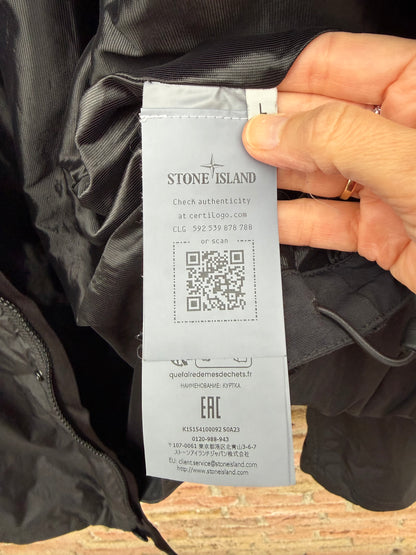 L
STONE ISLAND
Check authenticity
at certilogo.com
CLG 592 539 878 788
or scan
quefairedemesdechets.fr
НАИМЕНОВАНИЕ: КУРТКА
EAC
K1S154100092 S0A23
0120-988-943
〒107-0061 東京都港区北青山3-6-7
ストーンアイランドジャパン株式会社
EU: client.service@stoneisland.com
http://www.stoneisland.com